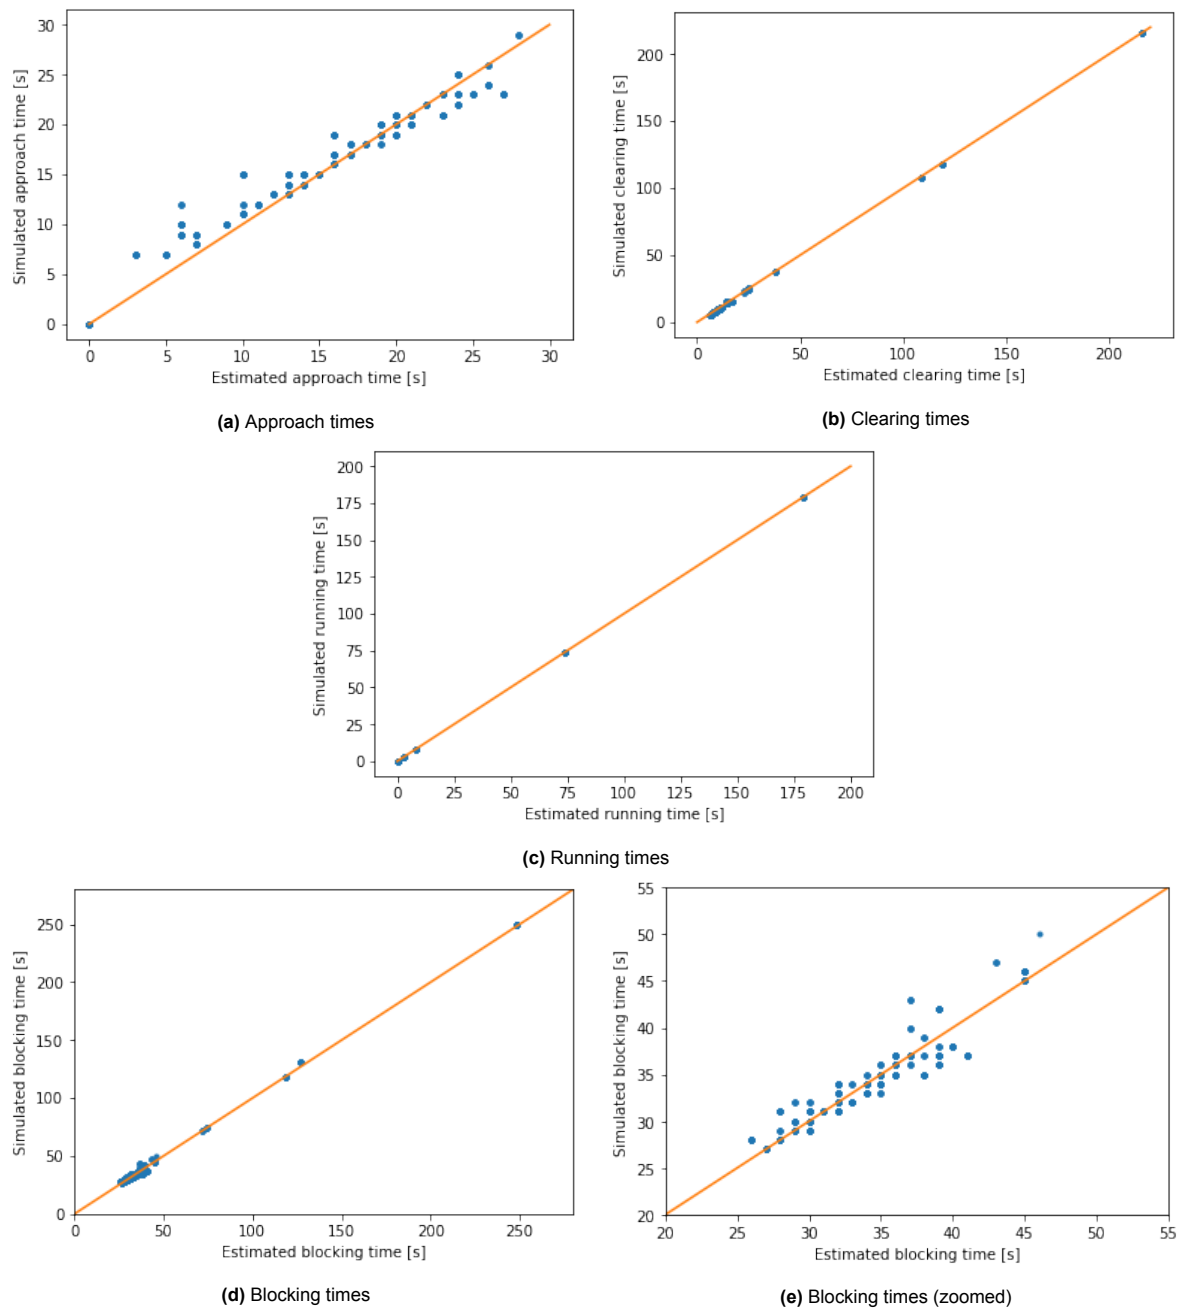 30
25
20
15
10
5
0
Simulated approach time [s]
0 5 10 15 20 25 30
Estimated approach time [s]
(a) Approach times
200
150
100
50
0
Simulated clearing time [s]
0 50 100 150 200
Estimated clearing time [s]
(b) Clearing times
200
175
150
125
100
75
50
25
0
Simulated running time [s]
0 25 50 75 100 125 150 175 200
Estimated running time [s]
(c) Running times
250
200
150
100
50
0
Simulated blocking time [s]
0 50 100 150 200 250
Estimated blocking time [s]
(d) Blocking times
55
50
45
40
35
30
25
20
Simulated blocking time [s]
20 25 30 35 40 45 50 55
Estimated blocking time [s]
(e) Blocking times (zoomed)